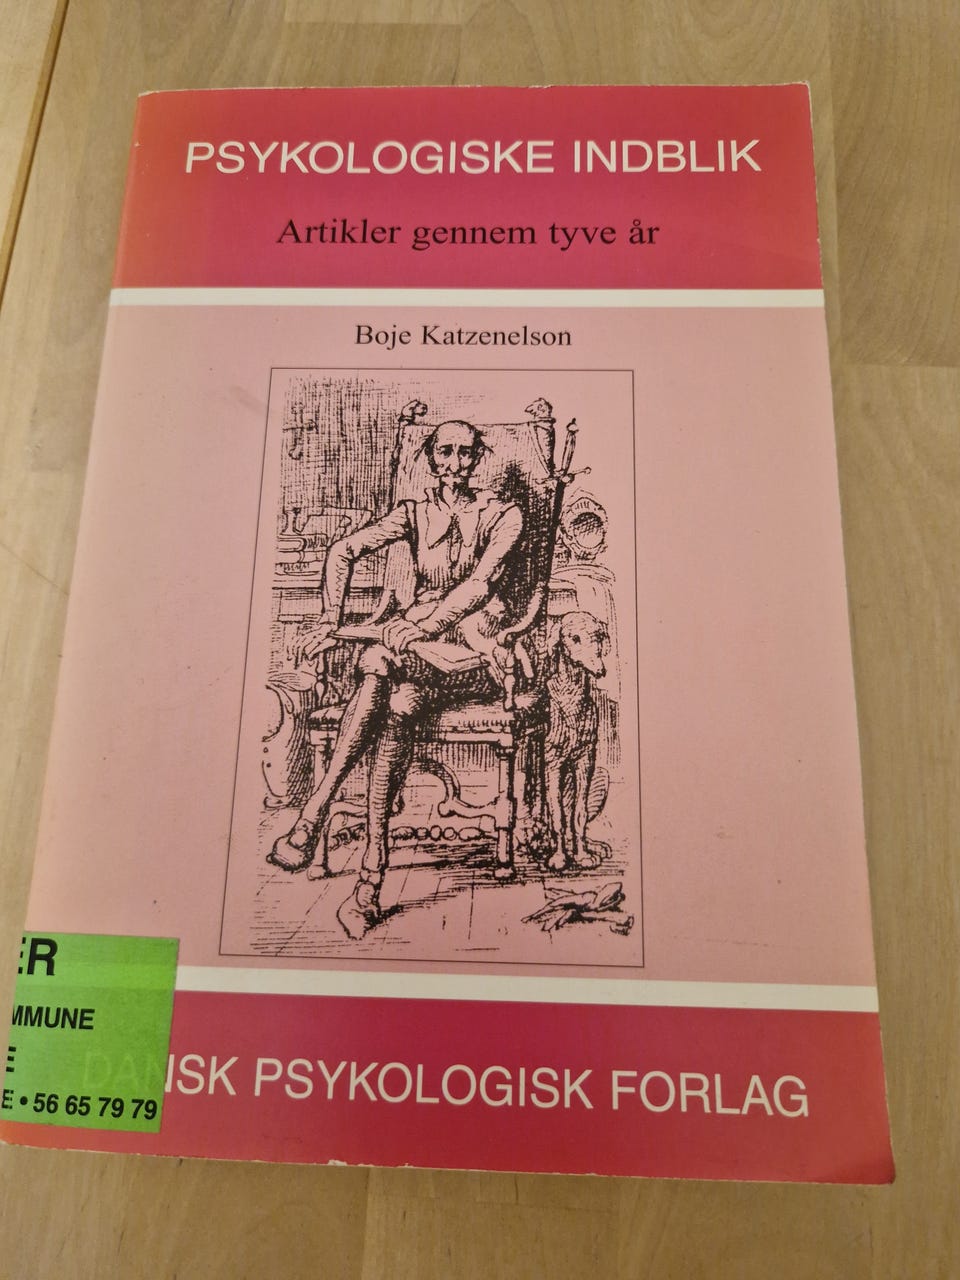 PSYKOLOGISKE INDBLIK
Artikler gennem tyve år
Boje Katzenelson
ER
MMUNE
E
E • 56 65 79 79
DANSK PSYKOLOGISK FORLAG